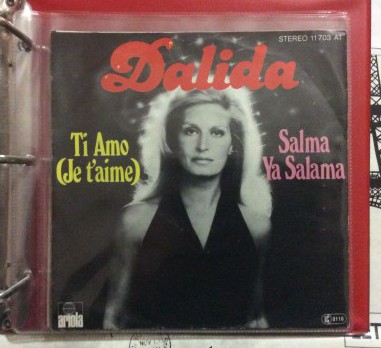 STEREO 11 703 AT
Dalida
Ti Amo
(Je t'aime)
Salma
Ya Salama
ariola